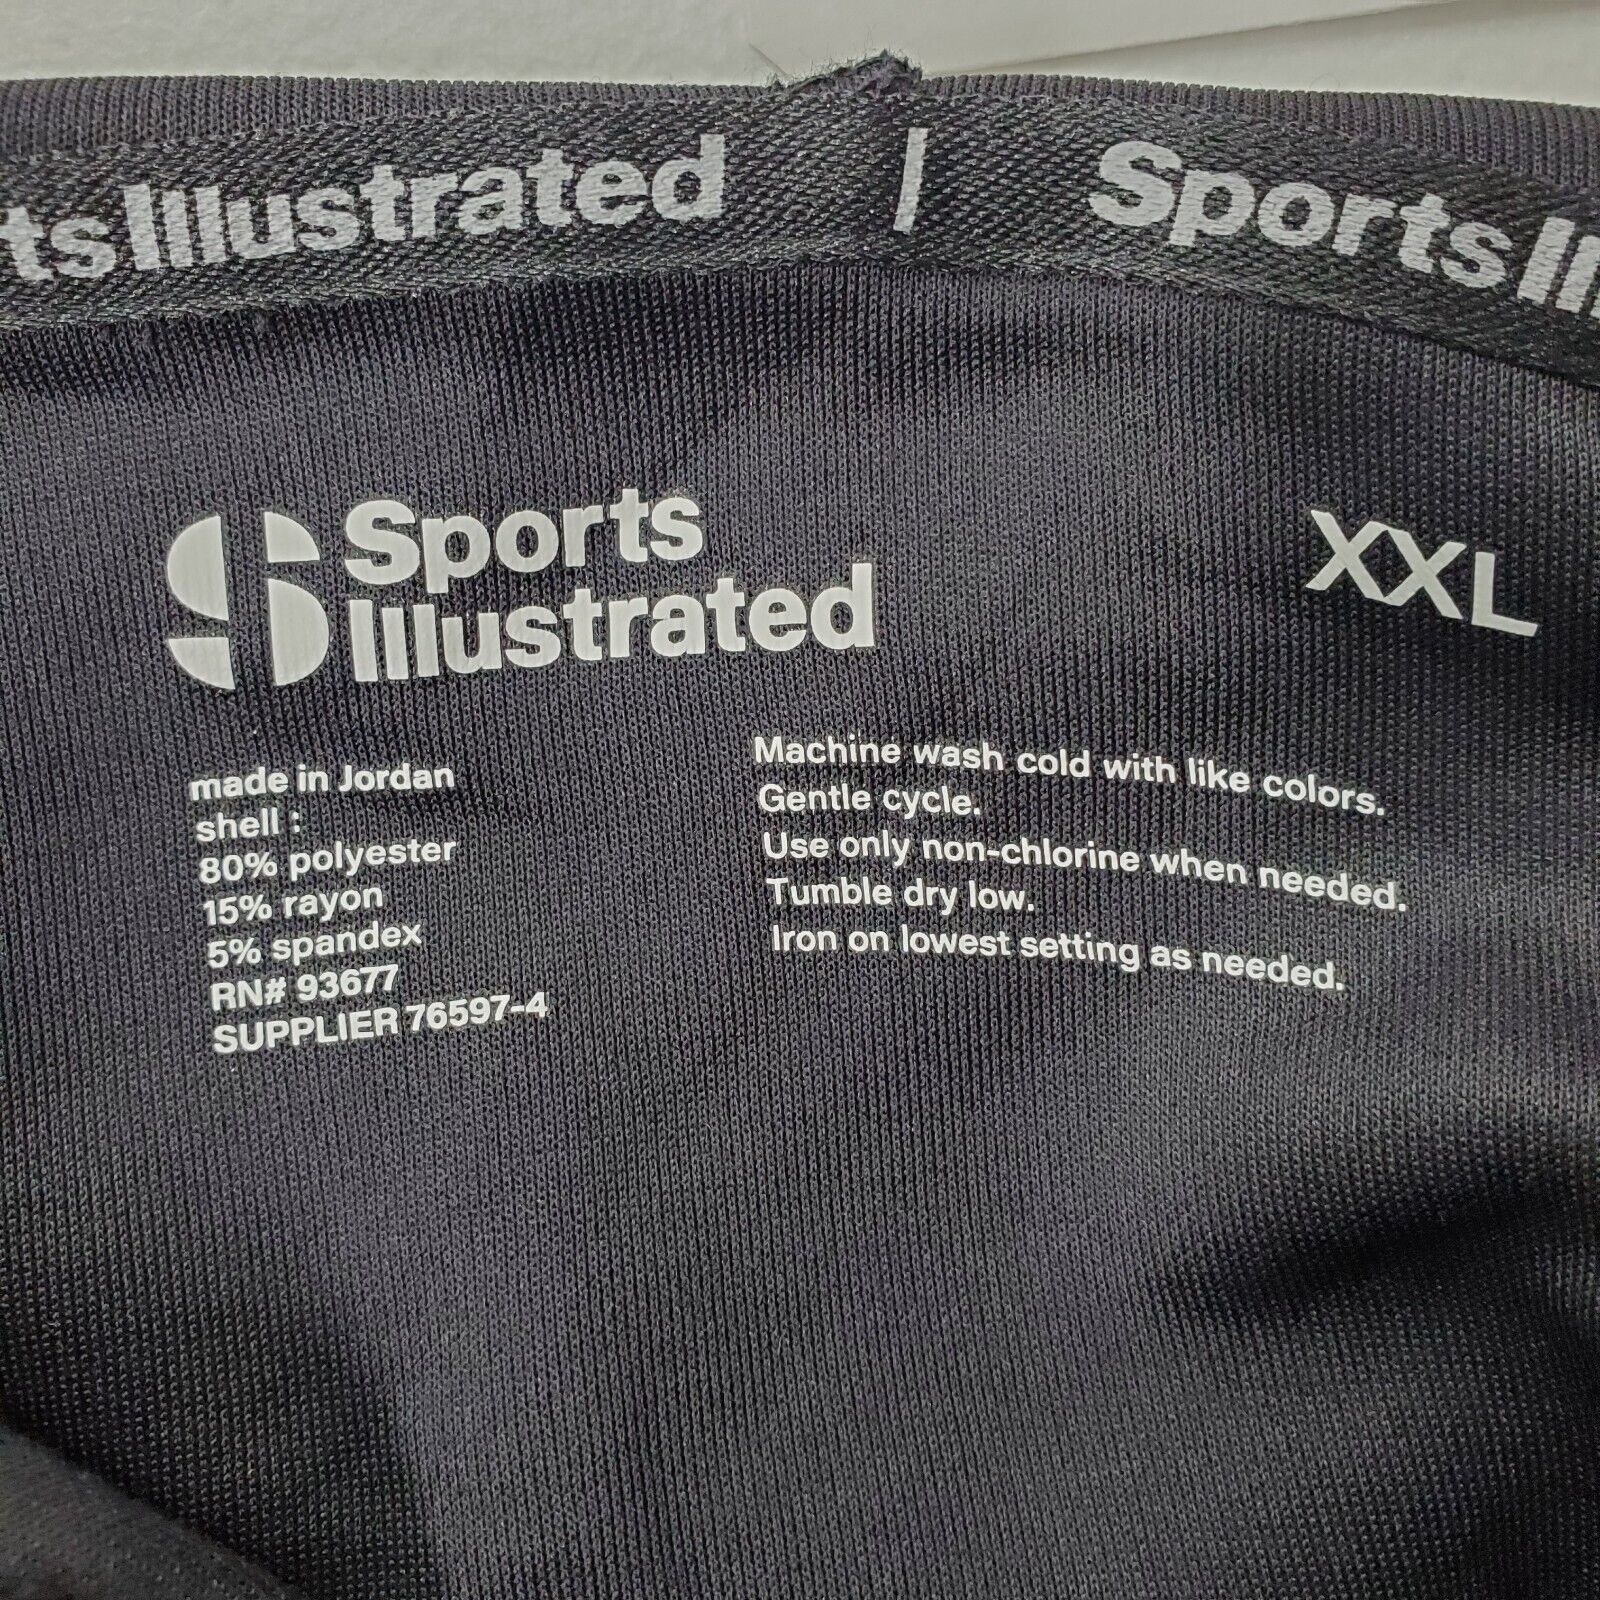 ts Illustrated | Sports Ill
Sports
Illustrated
XXL
made in Jordan
shell :
80% polyester
15% rayon
5% spandex
RN# 93677
SUPPLIER 76597-4
Machine wash cold with like colors.
Gentle cycle.
Use only non-chlorine when needed.
Tumble dry low.
Iron on lowest setting as needed.